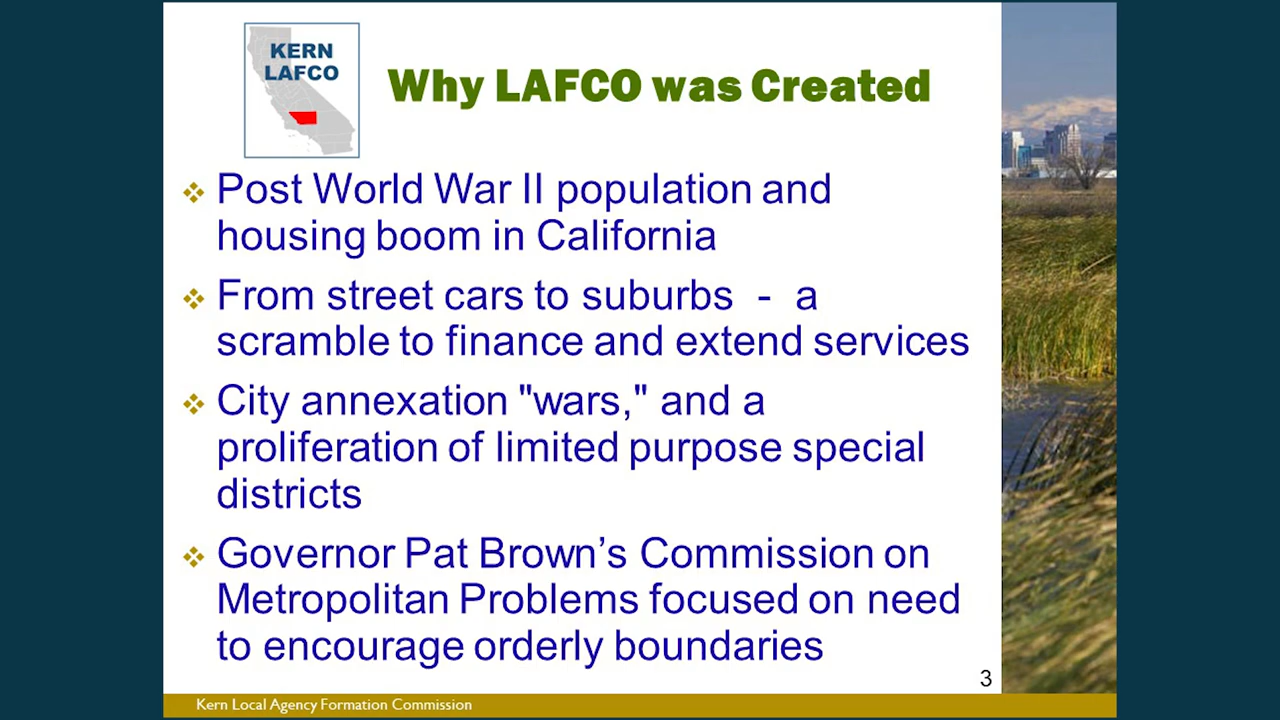 KERN
LAFCO
Why LAFCO was Created
Post World War II population and
housing boom in California
From street cars to suburbs - a
scramble to finance and extend services
City annexation "wars," and a
proliferation of limited purpose special
districts
Governor Pat Brown’s Commission on
Metropolitan Problems focused on need
to encourage orderly boundaries
3
Kern Local Agency Formation Commission